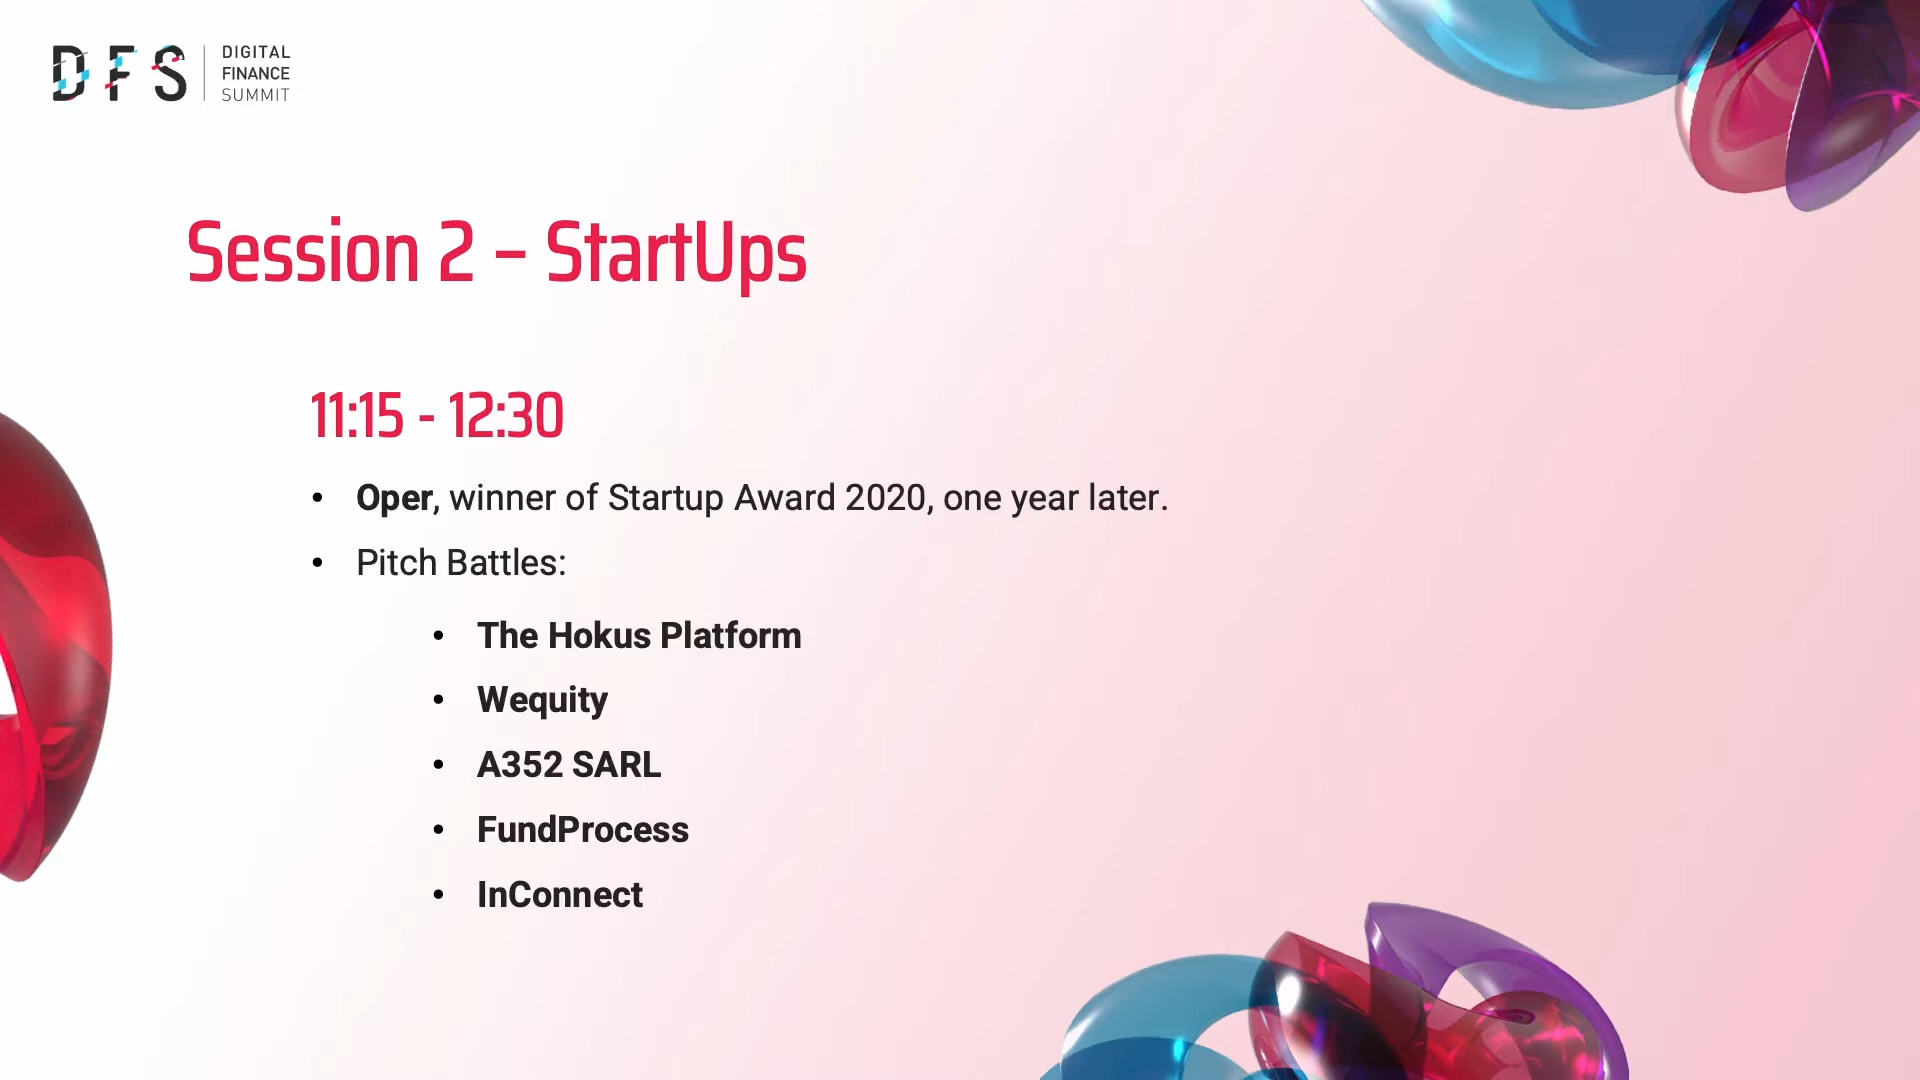 DFS
DIGITAL
FINANCE
SUMMIT
Session 2 – StartUps
11:15 - 12:30
• Oper, winner of Startup Award 2020, one year later.
• Pitch Battles:
• The Hokus Platform
• Wequity
• A352 SARL
• FundProcess
• InConnect